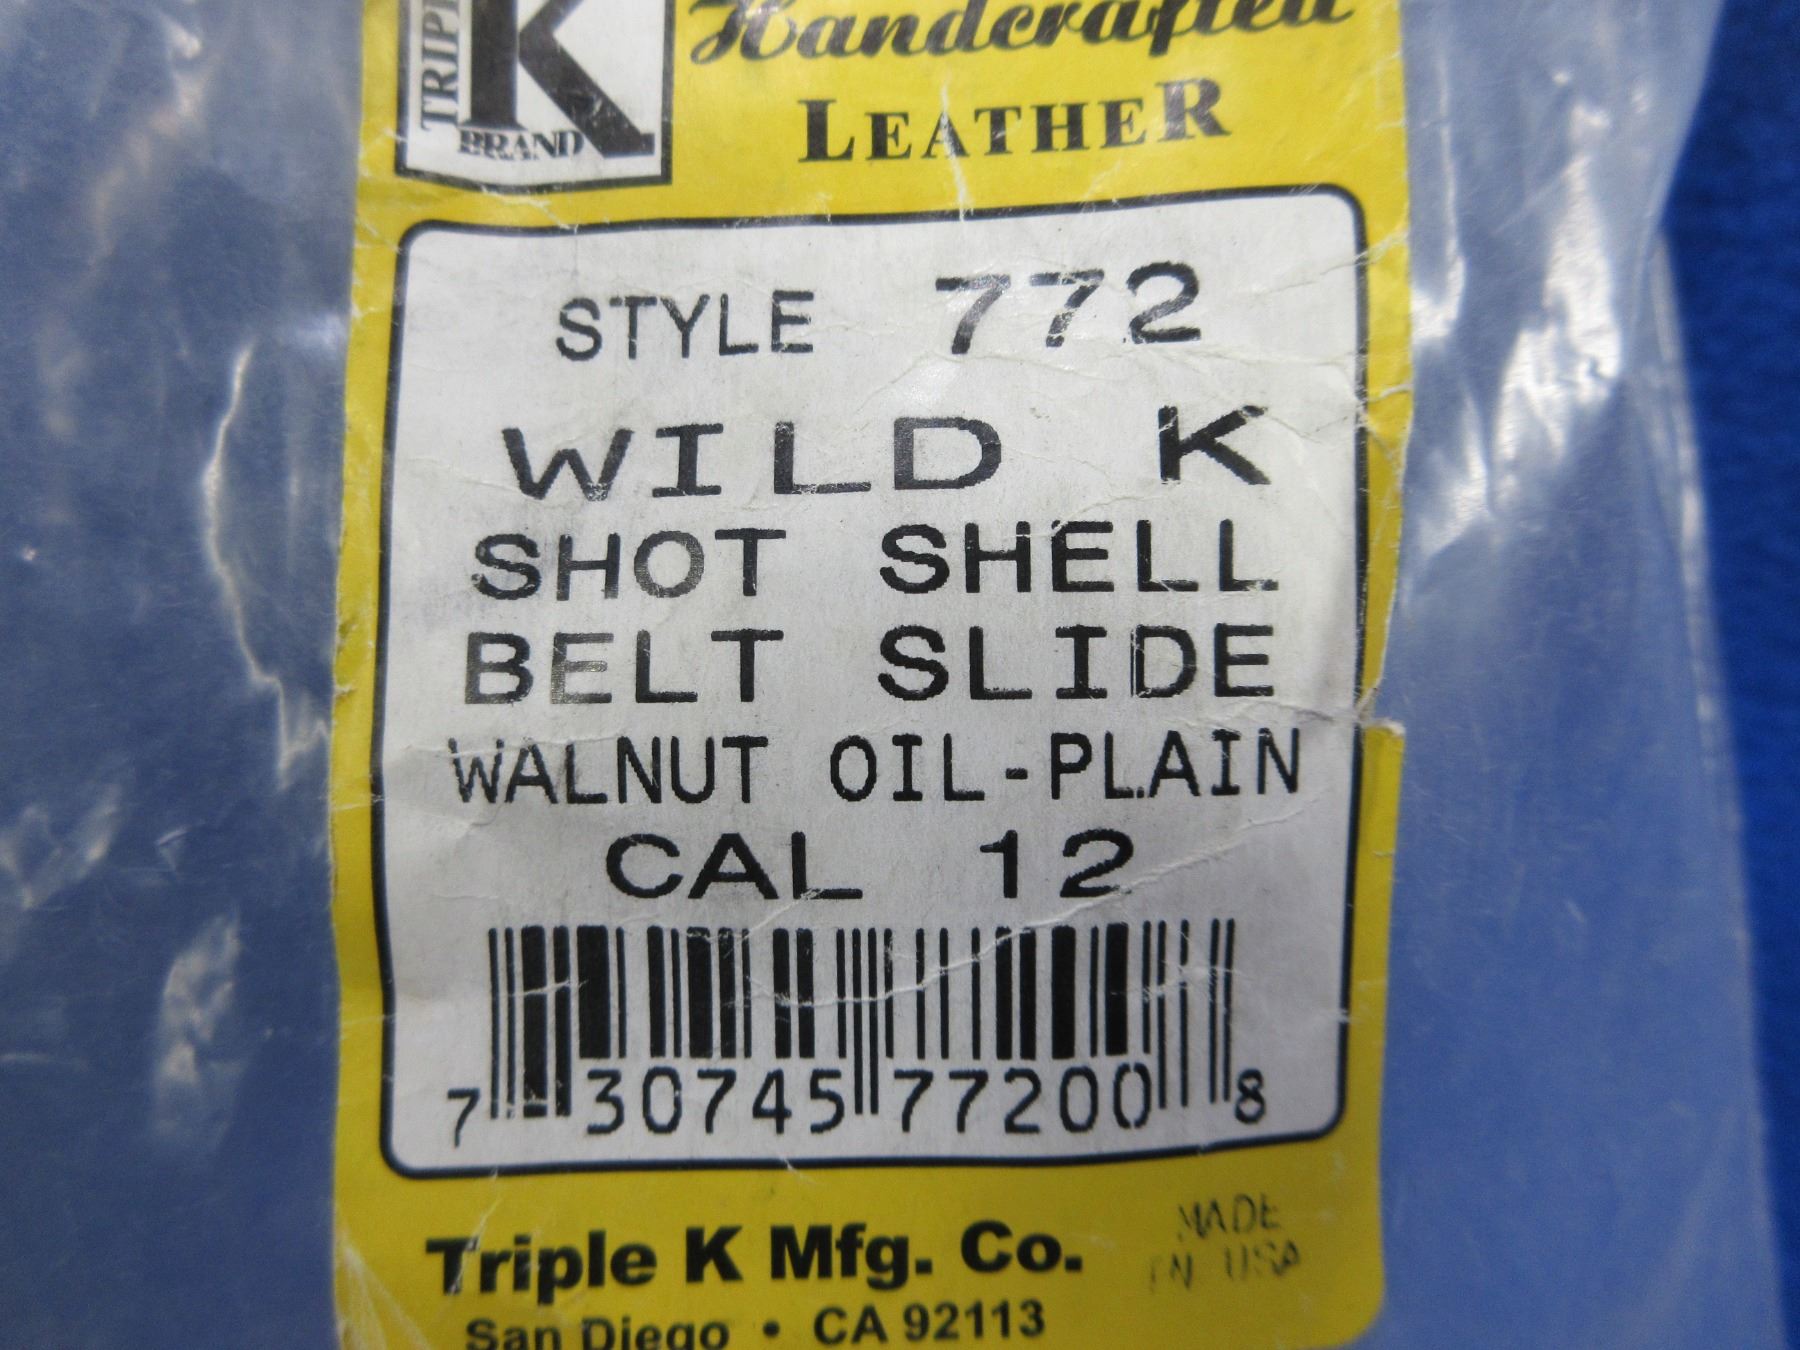 TRIPLE
K
BRAND
Handcrafted
LEATHER
STYLE 772
WILD K
SHOT SHELL
BELT SLIDE
WALNUT OIL-PLAIN
CAL 12
7 30745 77200 8
Triple K Mfg. Co.
MADE
IN USA
San Diego • CA 92113